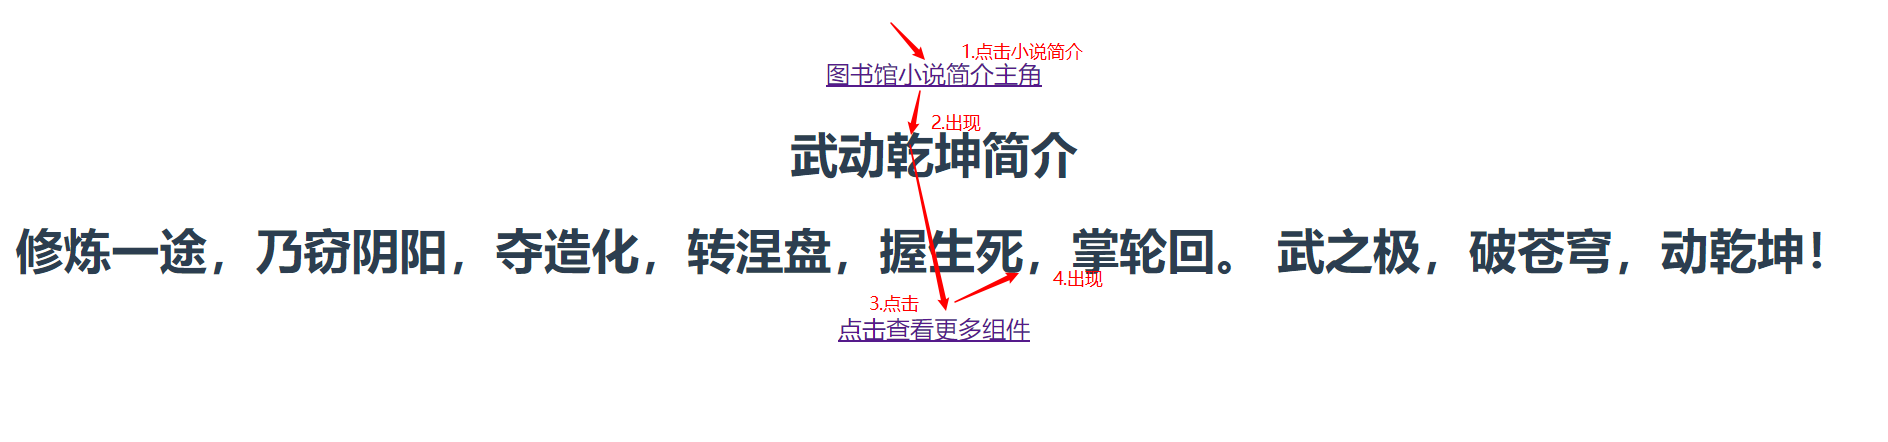 1.点击小说简介
图书馆小说简介主角
2.出现
武动乾坤简介
修炼一途，乃窃阴阳，夺造化，转涅盘，握生死，掌轮回。 武之极，破苍穹，动乾坤！
4.出现
3.点击
点击查看更多组件